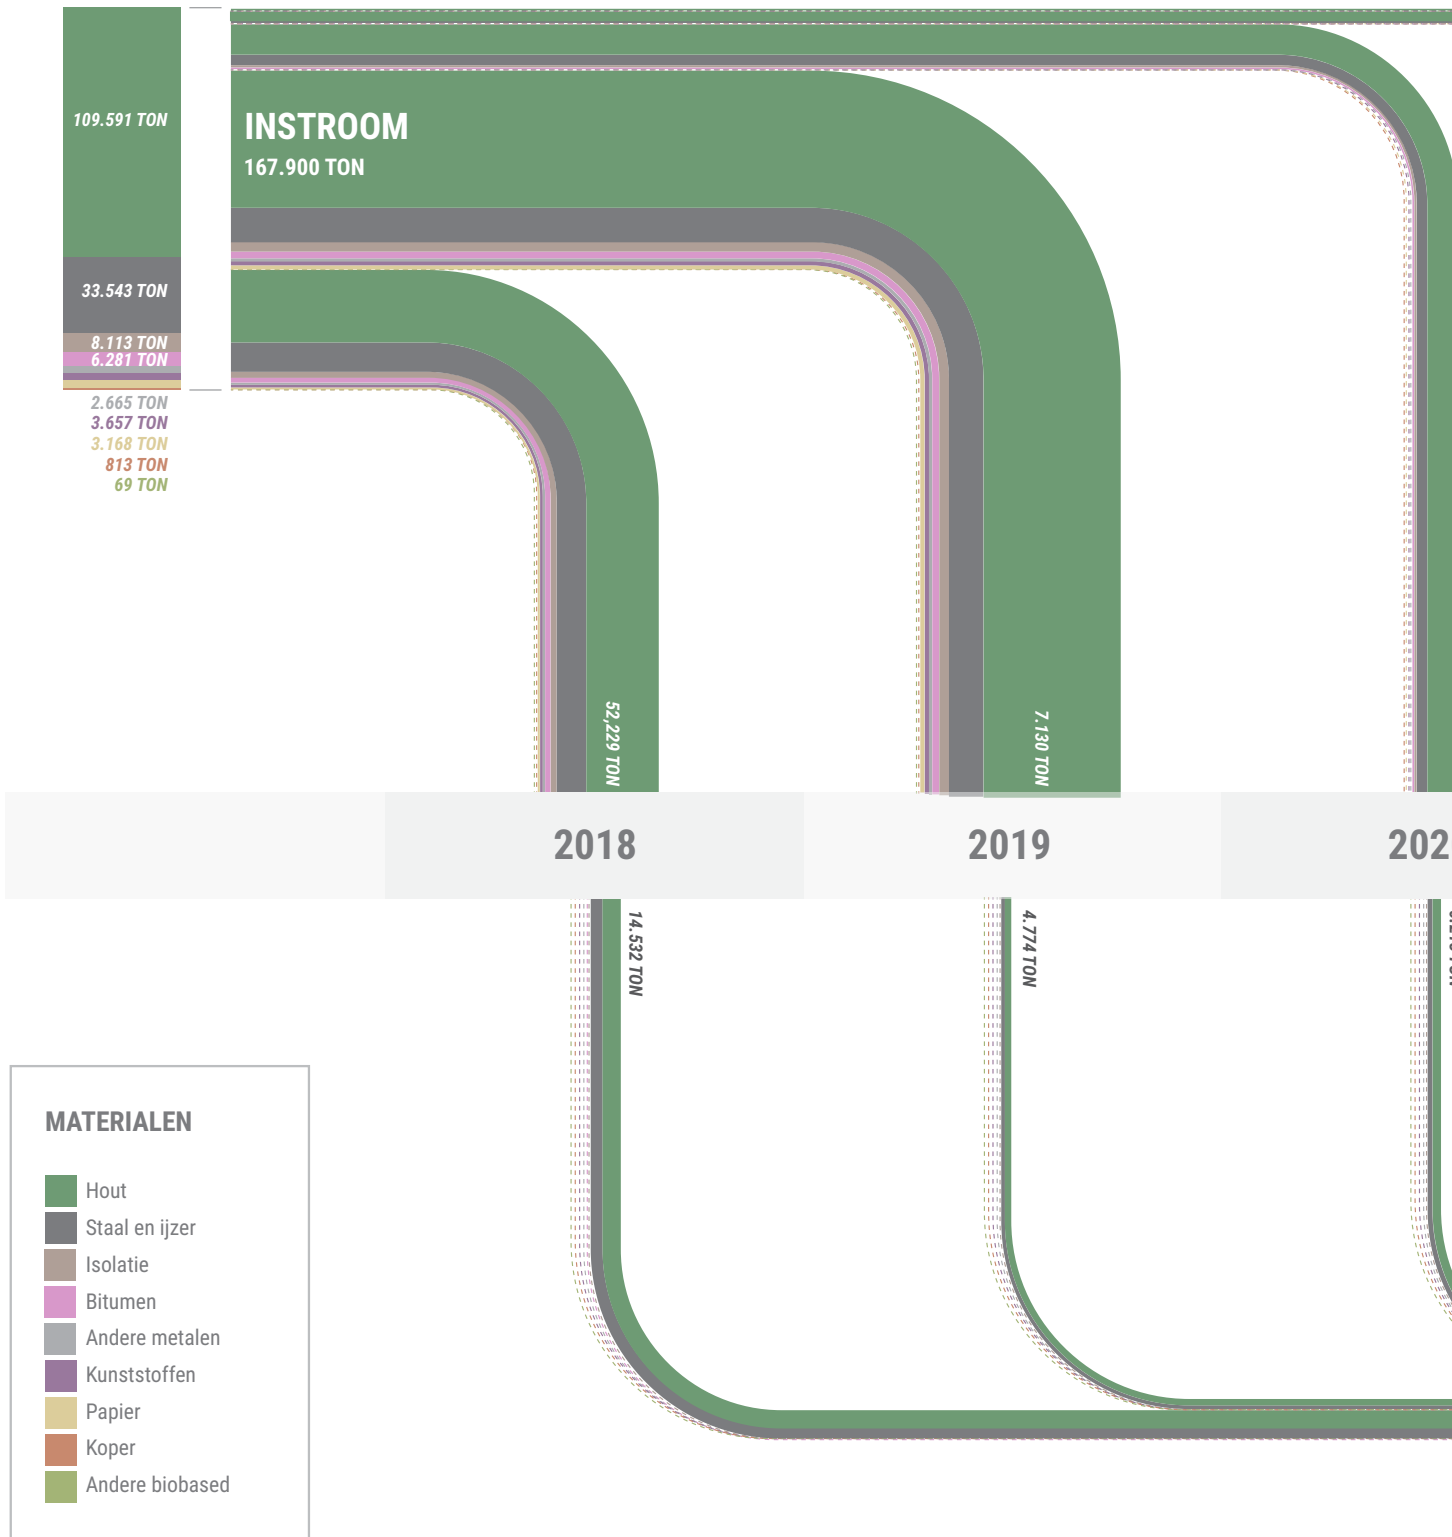 109.591 TON
INSTROOM
167.900 TON
33.543 TON
8.113 TON
6.281 TON
2.665 TON
3.657 TON
3.168 TON
813 TON
69 TON
52,229 TON
7.130 TON
2018
2019
202
14.532 TON
4.774 TON
MATERIALEN
Hout
Staal en ijzer
Isolatie
Bitumen
Andere metalen
Kunststoffen
Papier
Koper
Andere biobased